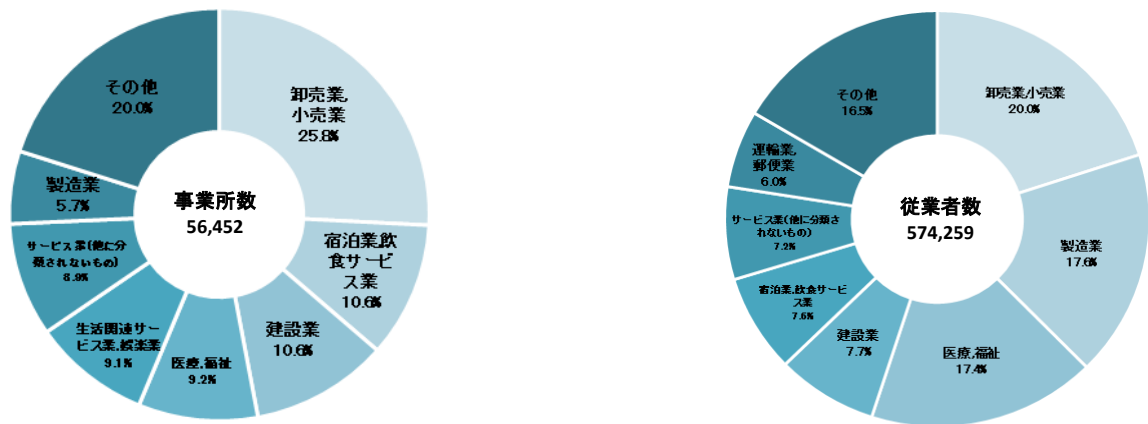 その他
20.0%
卸売業,
小売業
25.8%
製造業
5.7%
事業所数
56,452
サービス業(他に分
類されないもの)
8.9%
宿泊業,飲
食サービ
ス業
10.6%
生活関連サー
ビス業,娯楽業
9.1%
医療,福祉
9.2%
建設業
10.6%
その他
16.5%
卸売業,小売業
20.0%
運輸業,
郵便業
6.0%
従業者数
574,259
サービス業(他に分類さ
れないもの)
7.2%
製造業
17.6%
宿泊業,飲食サービ
ス業
7.6%
建設業
7.7%
医療,福祉
17.4%